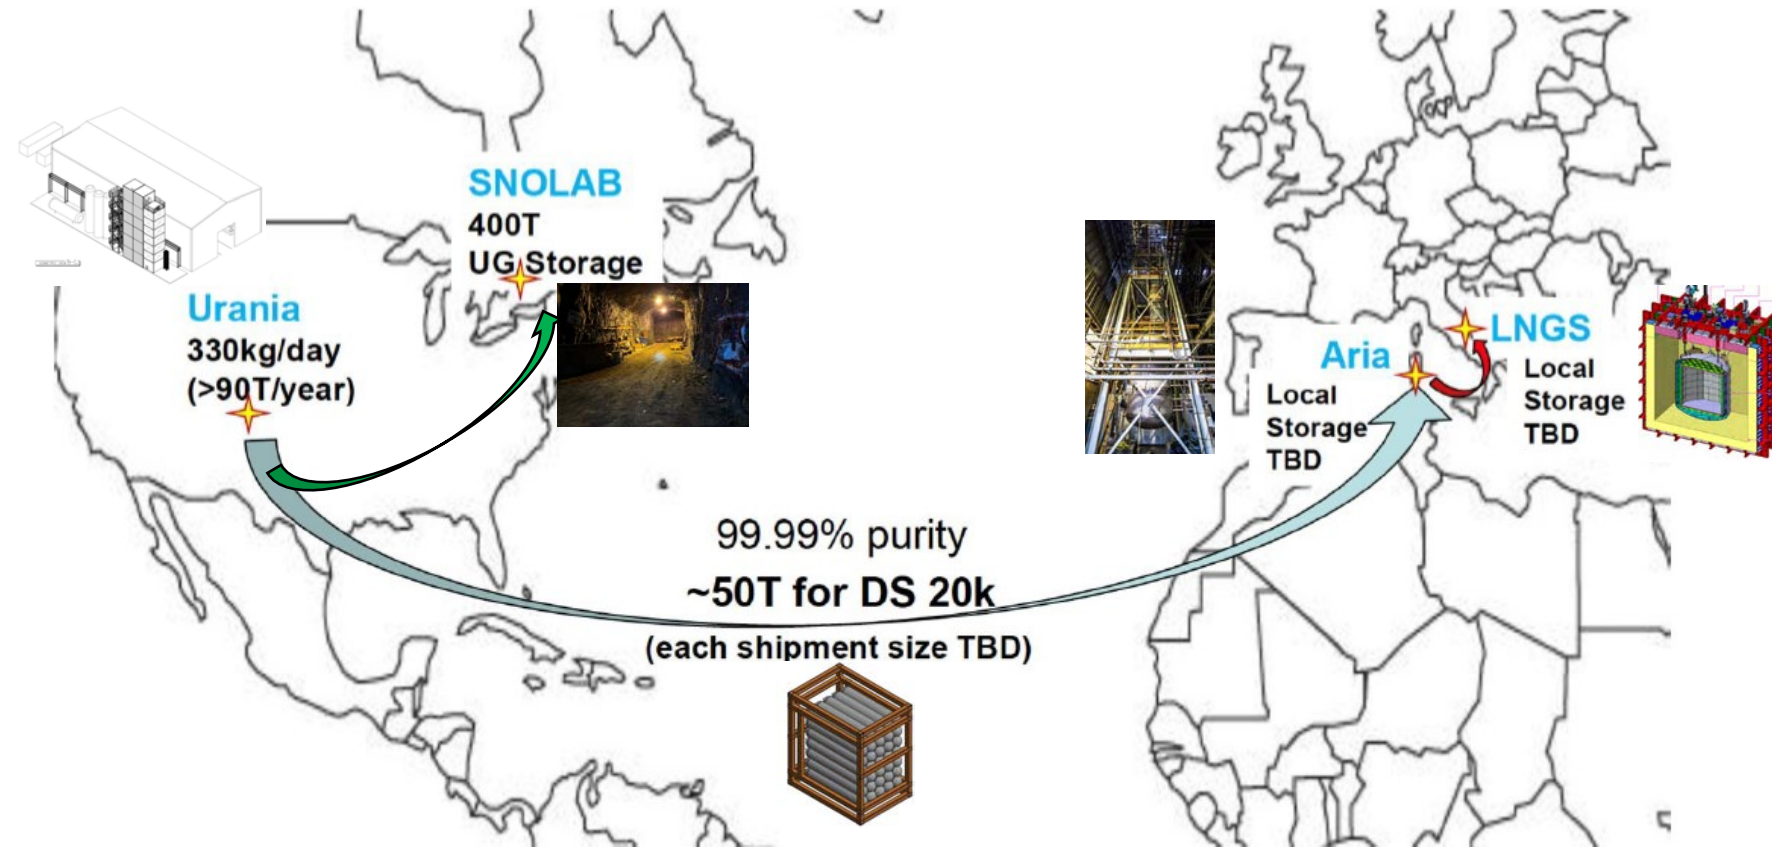 SNOLAB
400T
UG Storage
Urania
330kg/day
(>90T/year)
Aria
Local
Storage
TBD
LNGS
Local
Storage
TBD
99.99% purity
~50T for DS 20k
(each shipment size TBD)